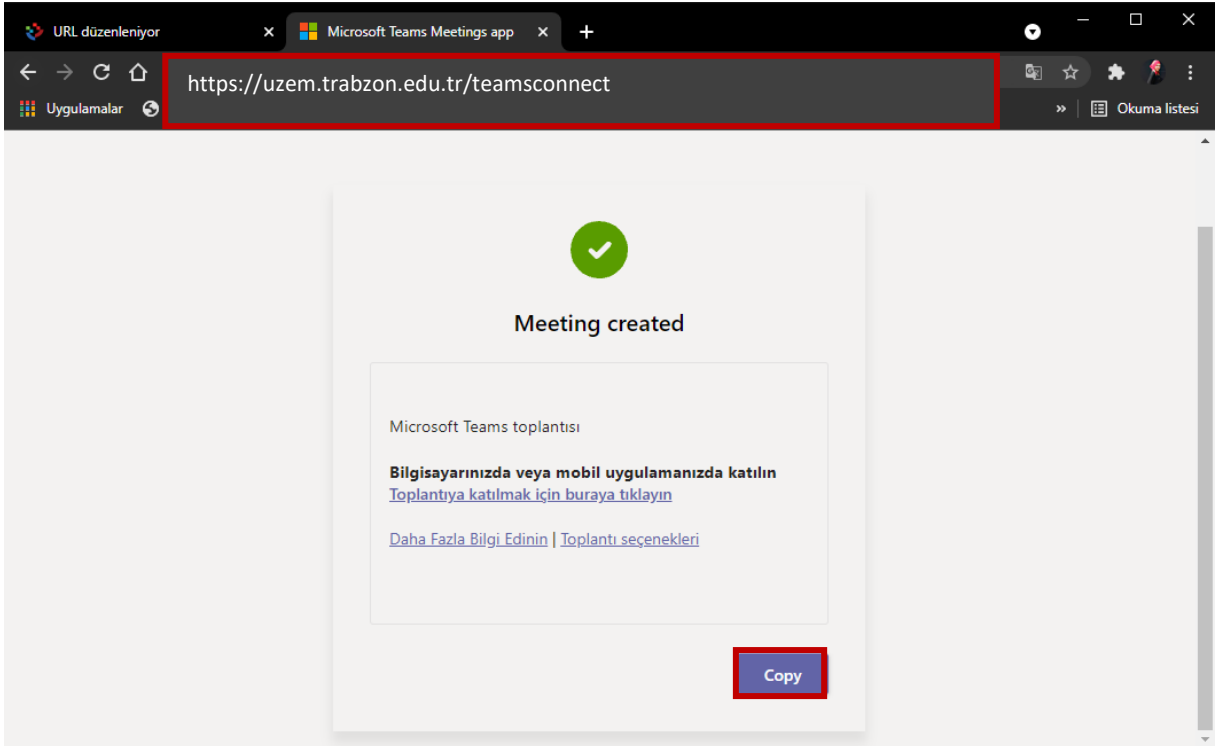 URL düzenleniyor
Microsoft Teams Meetings app
https://uzem.trabzon.edu.tr/teamsconnect
Uygulamalar
» Okuma listesi
Meeting created
Microsoft Teams toplantısı
Bilgisayarınızda veya mobil uygulamanızda katılın
Toplantıya katılmak için buraya tıklayın
Daha Fazla Bilgi Edinin | Toplantı seçenekleri
Copy